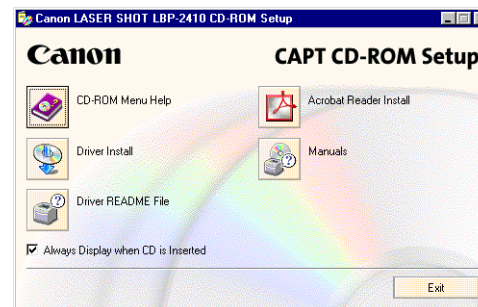 Canon LASER SHOT LBP-2410 CD-ROM Setup
Canon
CAPT CD-ROM Setup
CD-ROM Menu Help
Acrobat Reader Install
Driver Install
Manuals
Driver README File
Always Display when CD is Inserted
Exit